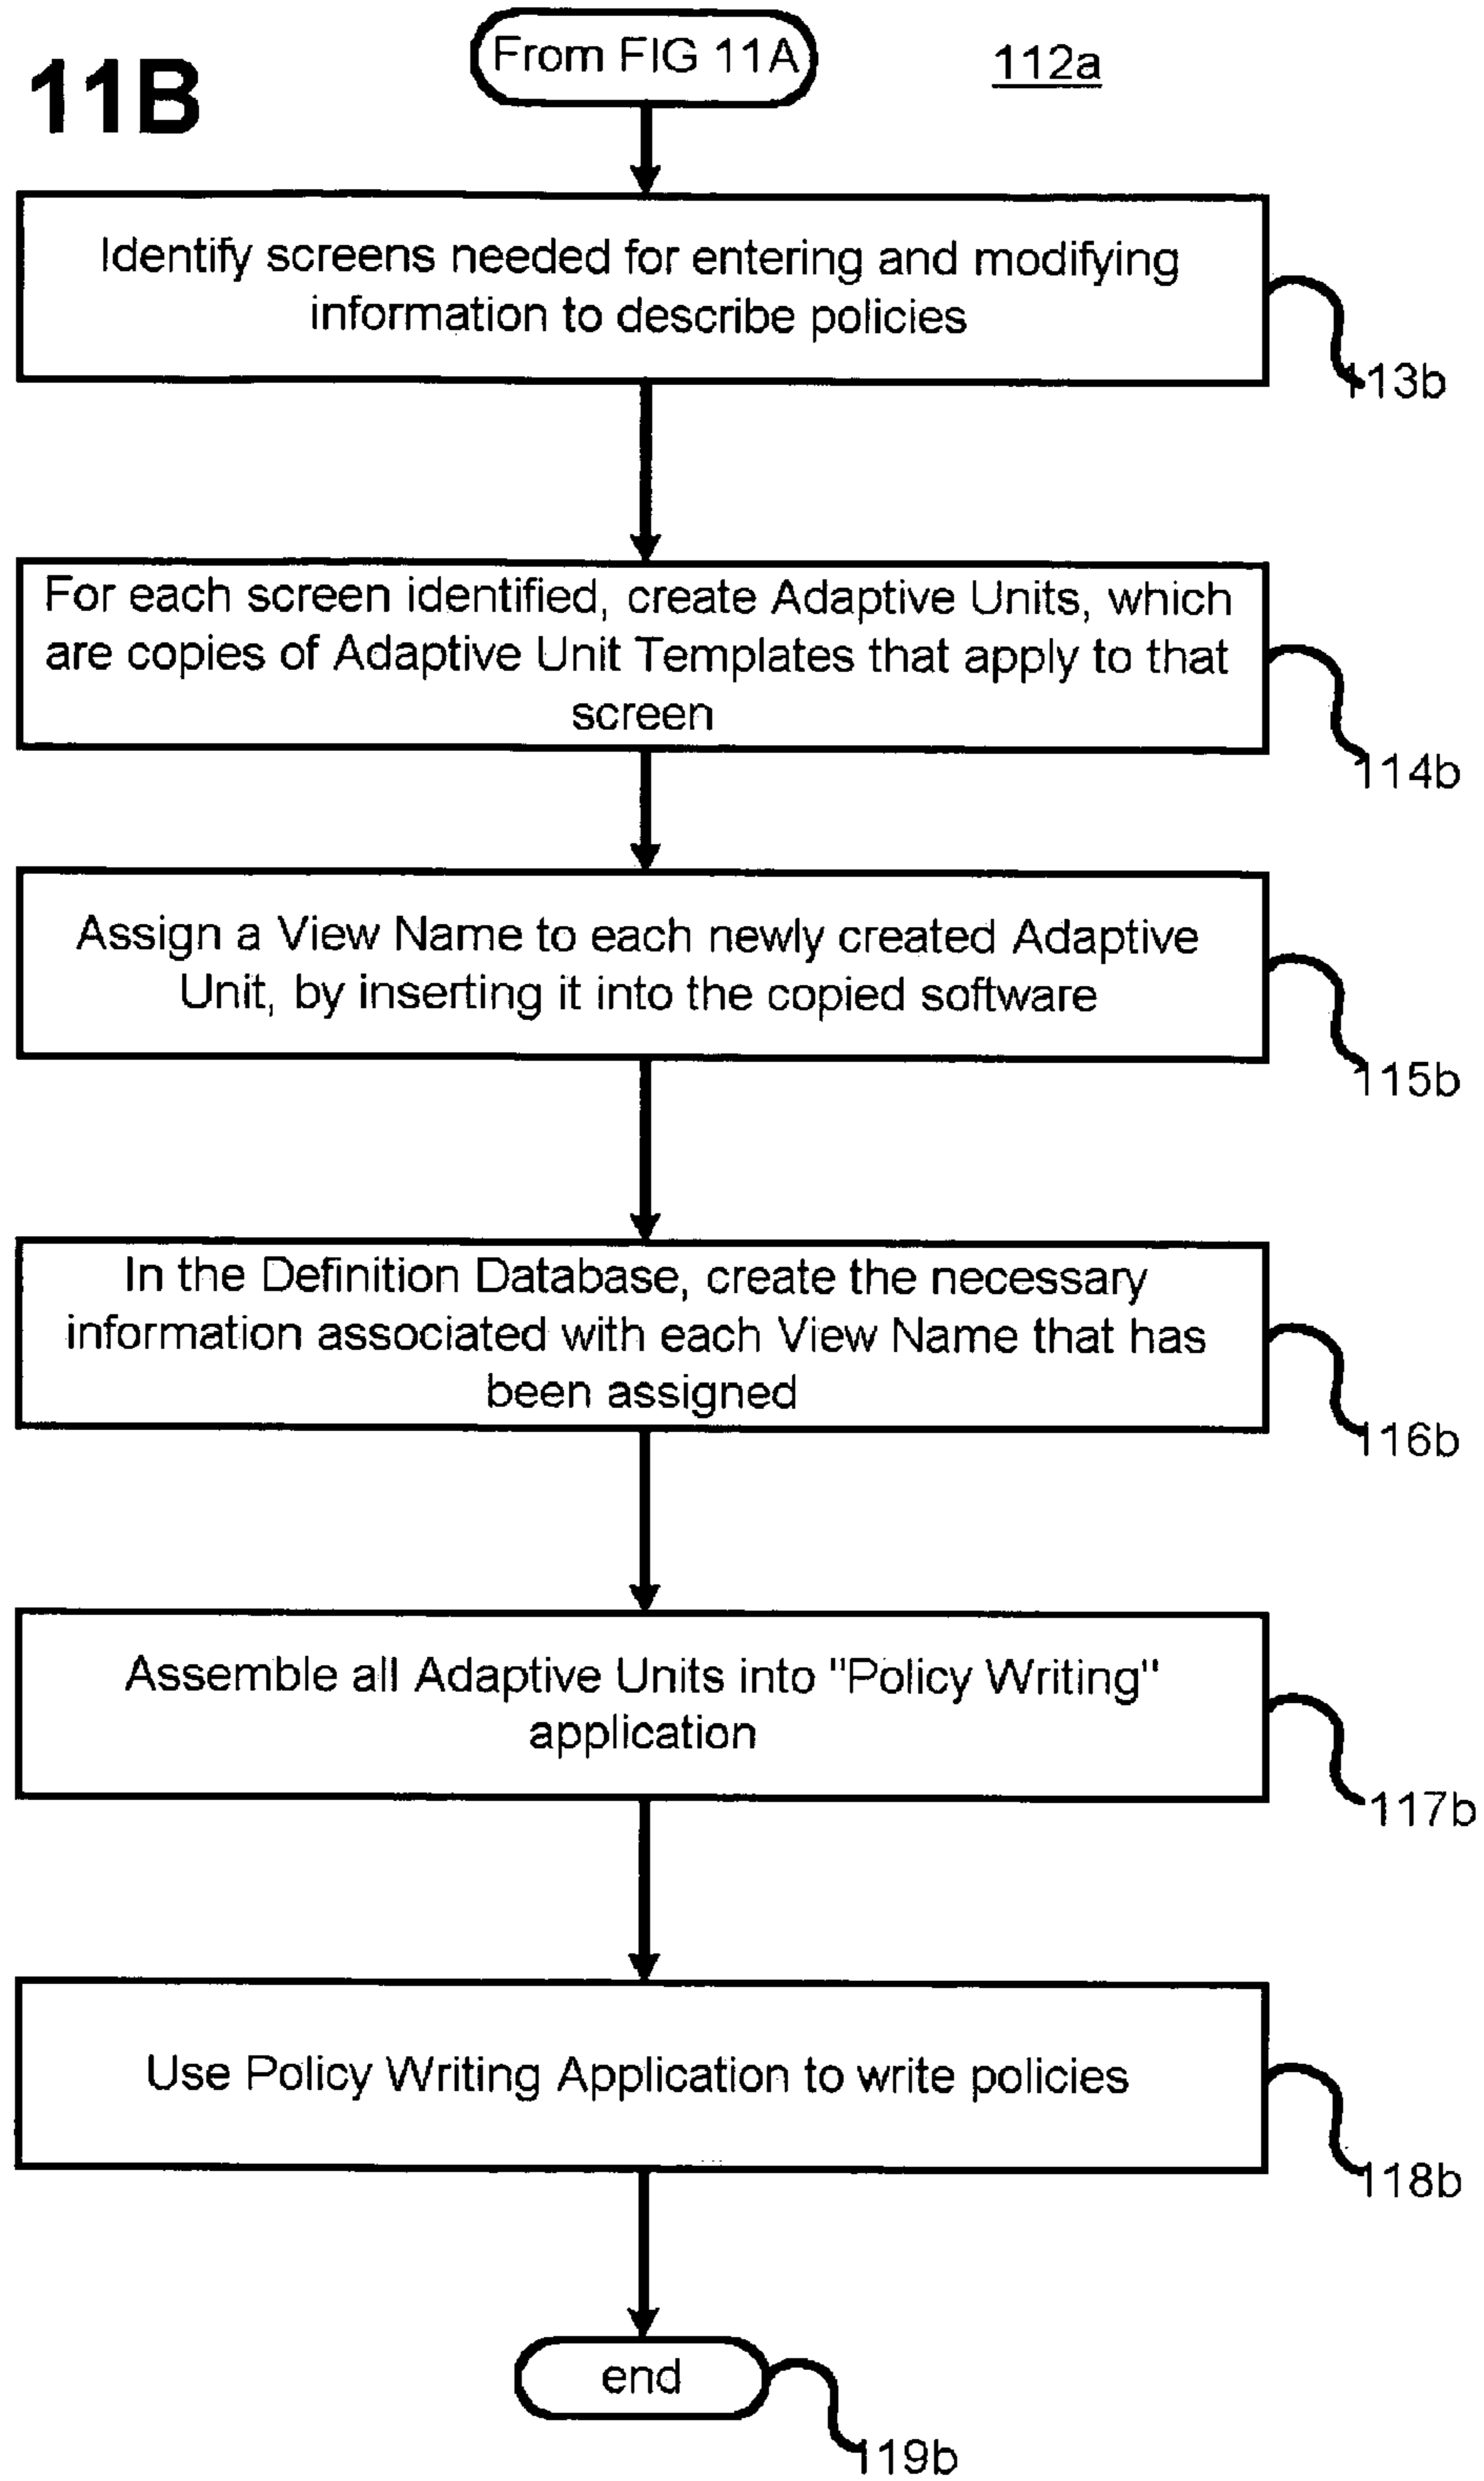 11B
From FIG 11A
112a
Identify screens needed for entering and modifying
information to describe policies
113b
For each screen identified, create Adaptive Units, which
are copies of Adaptive Unit Templates that apply to that
screen
114b
Assign a View Name to each newly created Adaptive
Unit, by inserting it into the copied software
115b
In the Definition Database, create the necessary
information associated with each View Name that has
been assigned
116b
Assemble all Adaptive Units into "Policy Writing"
application
117b
Use Policy Writing Application to write policies
118b
end
119b